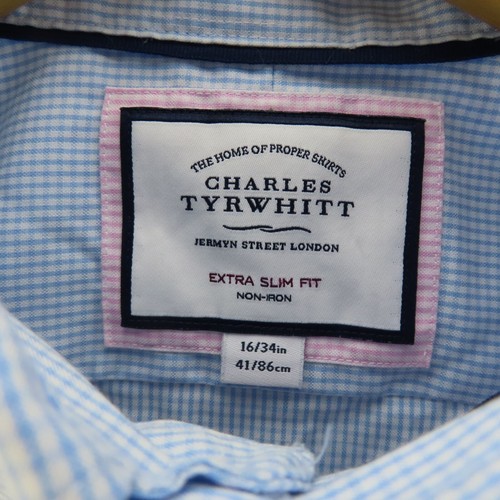 THE HOME OF PROPER SHIRTS
CHARLES
TYRWHITT
JERMYN STREET LONDON
EXTRA SLIM FIT
NON-IRON
16/34in
41/86cm